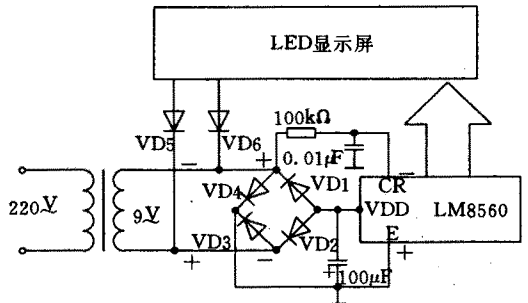 LED显示屏
100kΩ
VD5
VD6
+
0.01μF
−
−
CR
VD4
VD1
220V
9V
VDD
LM8560
VD3
VD2
E
+
−
+
+
100μF